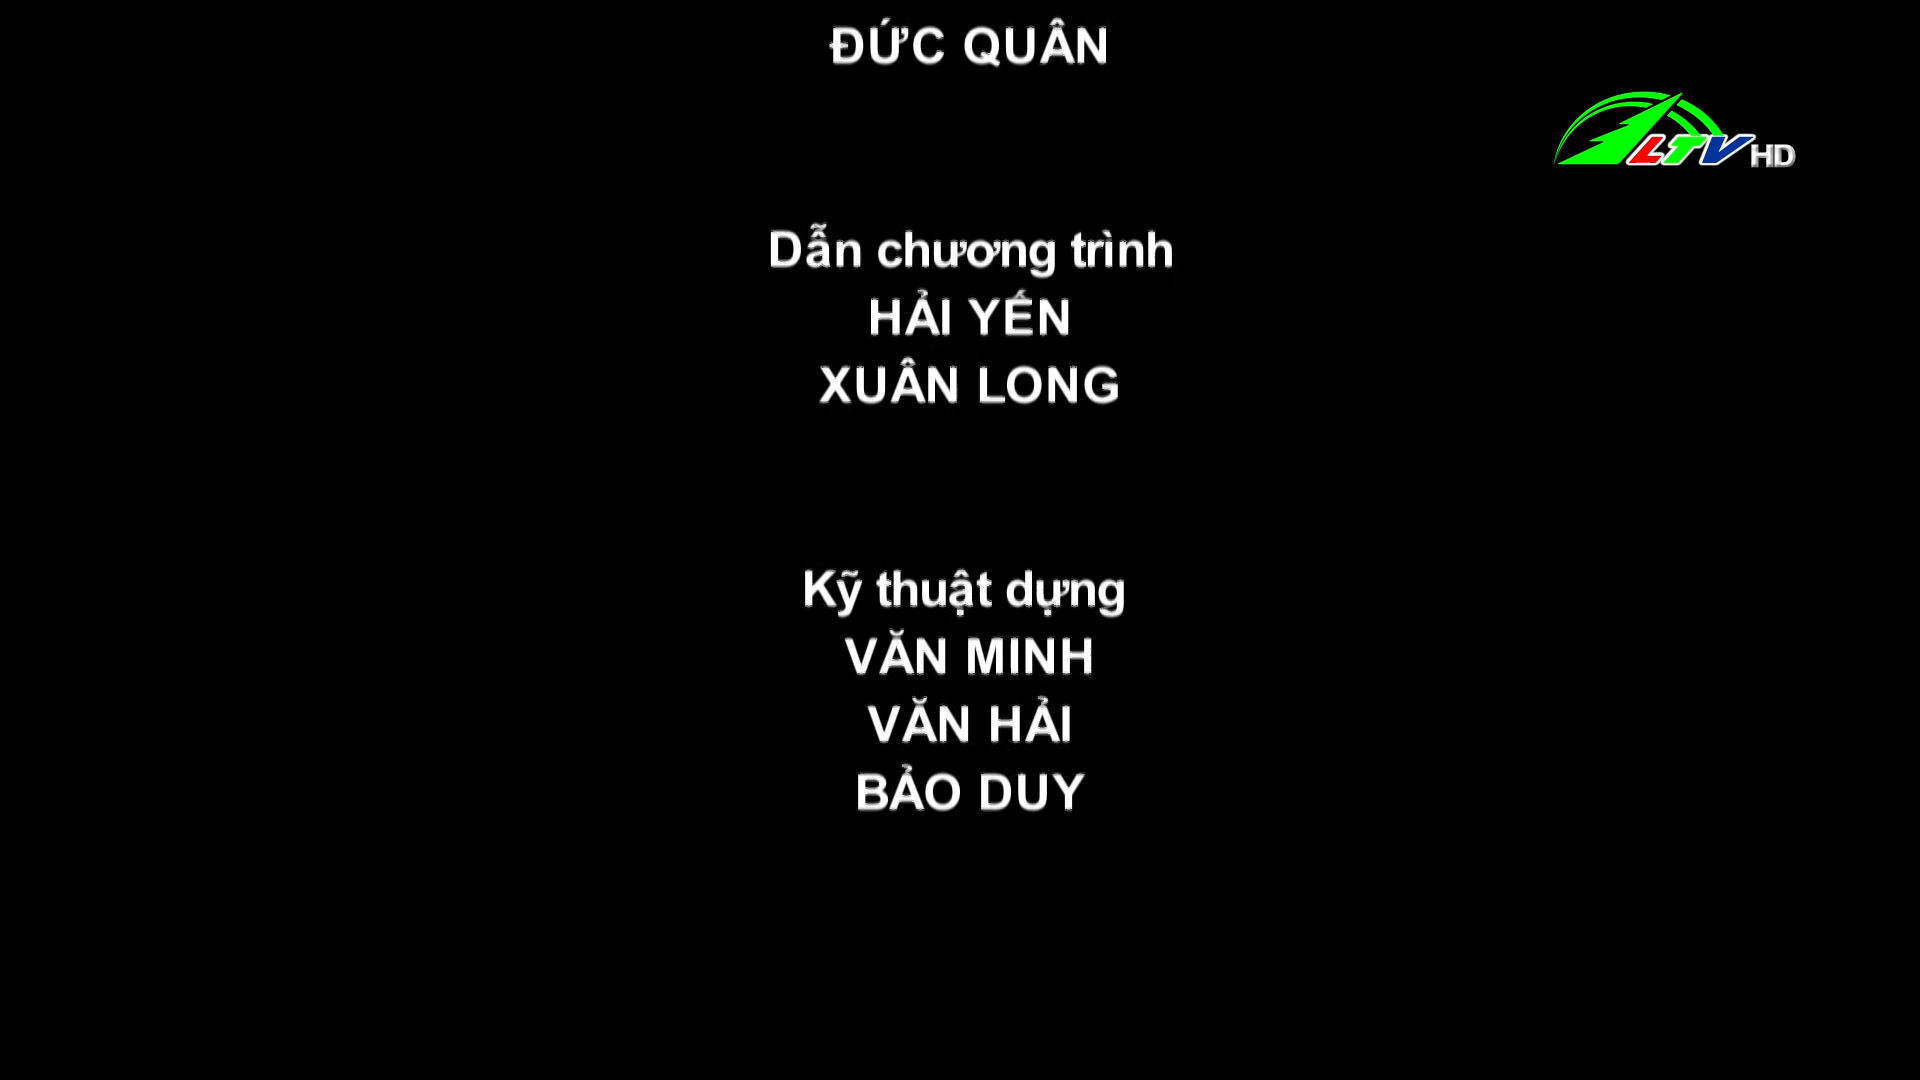 ĐỨC QUÂN
LTV HD
Dẫn chương trình
HẢI YẾN
XUÂN LONG
Kỹ thuật dựng
VĂN MINH
VĂN HẢI
BẢO DUY